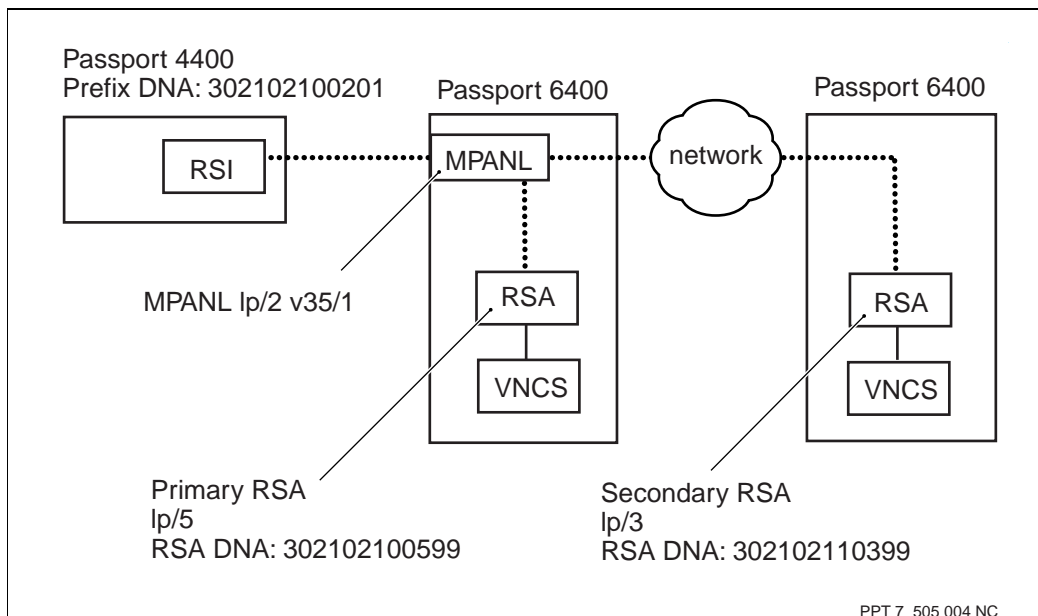 Passport 4400
Prefix DNA: 302102100201
Passport 6400
Passport 6400
RSI
MPANL
network
MPANL lp/2 v35/1
RSA
RSA
VNCS
VNCS
Primary RSA
lp/5
RSA DNA: 302102100599
Secondary RSA
lp/3
RSA DNA: 302102110399
PPT 7 505 004 NC